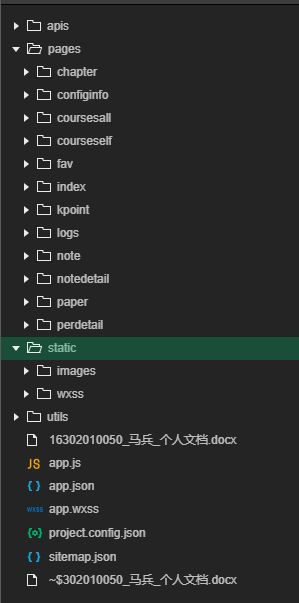 apis
pages
chapter
configinfo
coursesall
courseself
fav
index
kpoint
logs
note
notedetail
paper
perdetail
static
images
wxss
utils
16302010050_马兵_个人文档.docx
JS app.js
{ } app.json
wxss app.wxss
{o} project.config.json
{ } sitemap.json
~$302010050_马兵_个人文档.docx